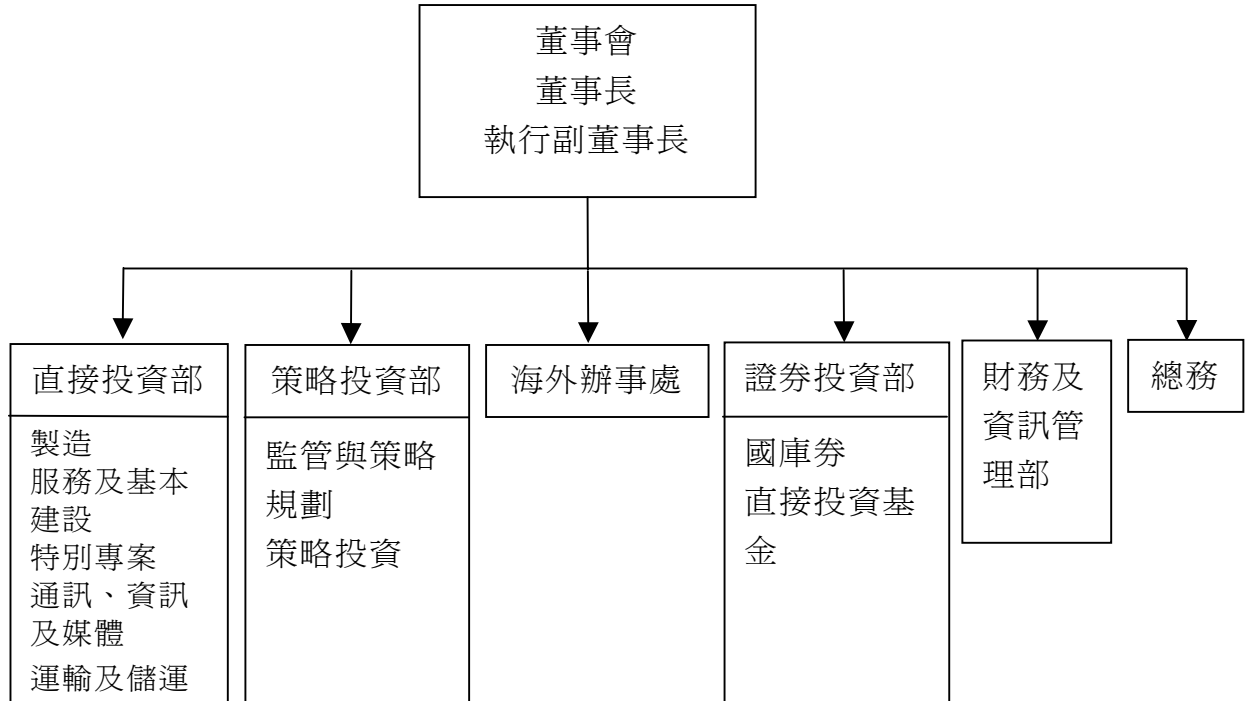 董事會
董事長
執行副董事長
直接投資部
製造
服務及基本
建設
特別專案
通訊、資訊
及媒體
運輸及儲運
策略投資部
監管與策略
規劃
策略投資
海外辦事處
證券投資部
國庫券
直接投資基
金
財務及
資訊管
理部
總務